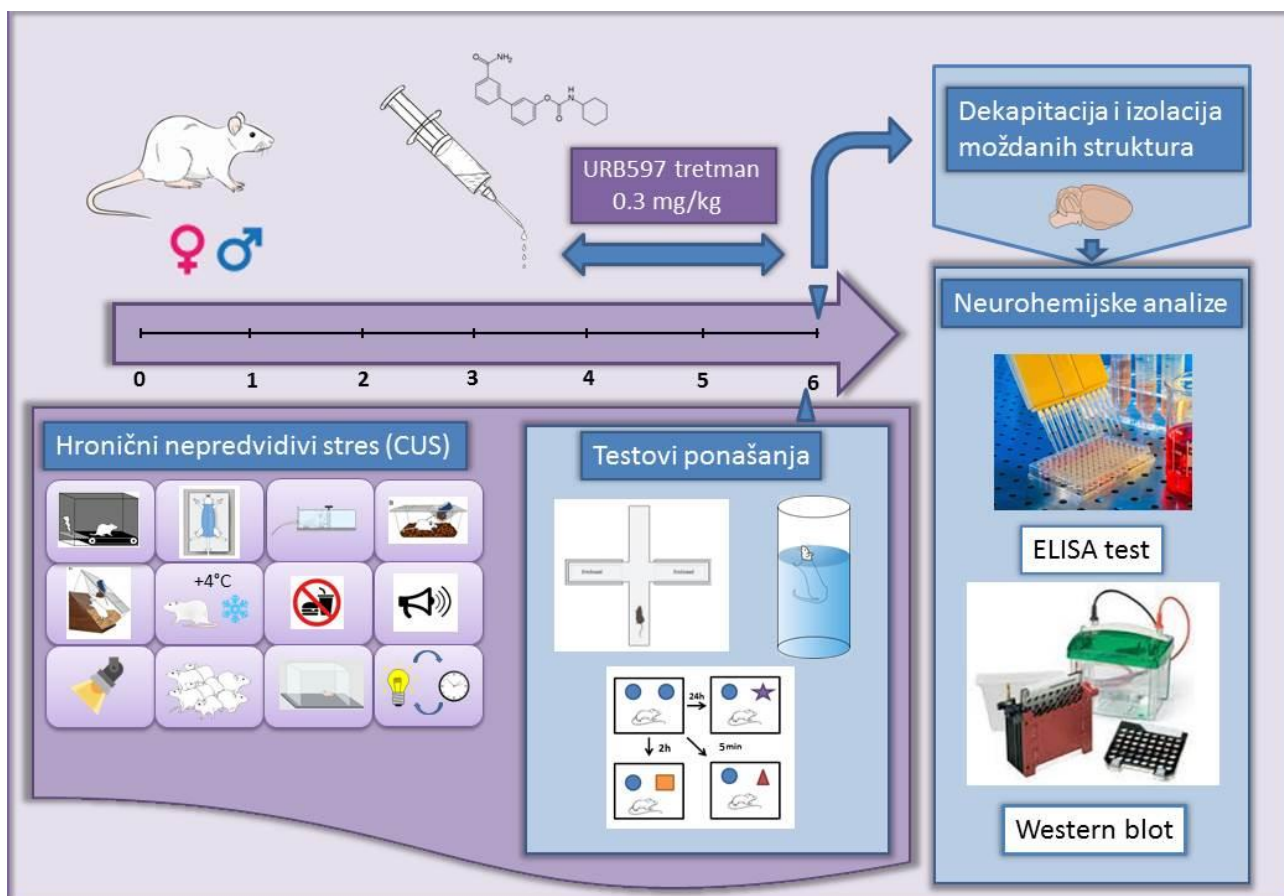 O
NH₂
O
O
H
N
URB597 tretman
0.3 mg/kg
Dekapitacija i izolacija
moždanih struktura
0 1 2 3 4 5 6
Hronični nepredvidivi stres (CUS)
+4°C
Testovi ponašanja
24h
2h
5min
Neurohemijske analize
ELISA test
Western blot